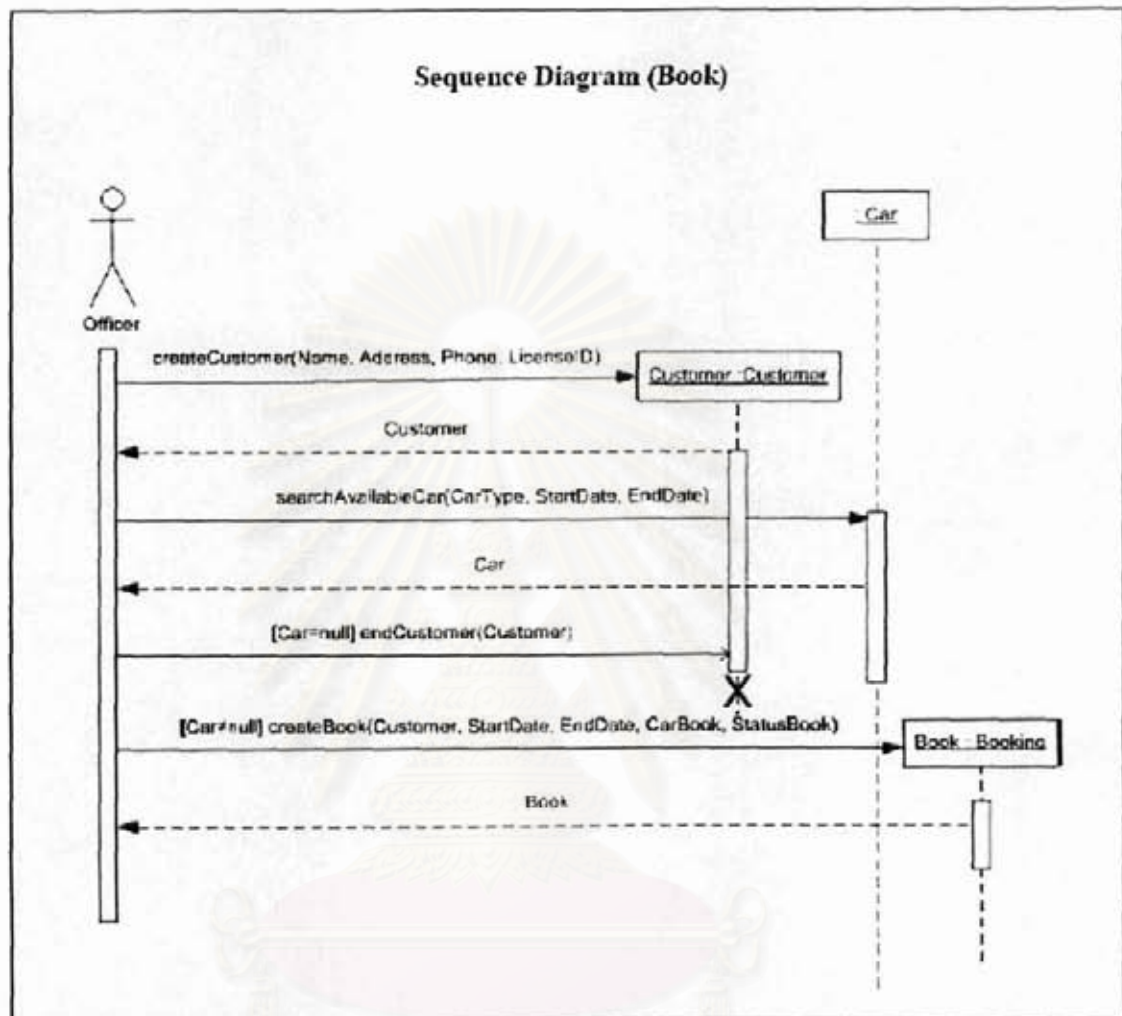 Sequence Diagram (Book)
: Car
Officer
createCustomer(Name, Address, Phone, LicenseID)
Customer :Customer
Customer
searchAvailableCar(CarType, StartDate, EndDate)
Car
[Car=null] endCustomer(Customer)
[Car≠null] createBook(Customer, StartDate, EndDate, CarBook, StatusBook)
Book : Booking
Book